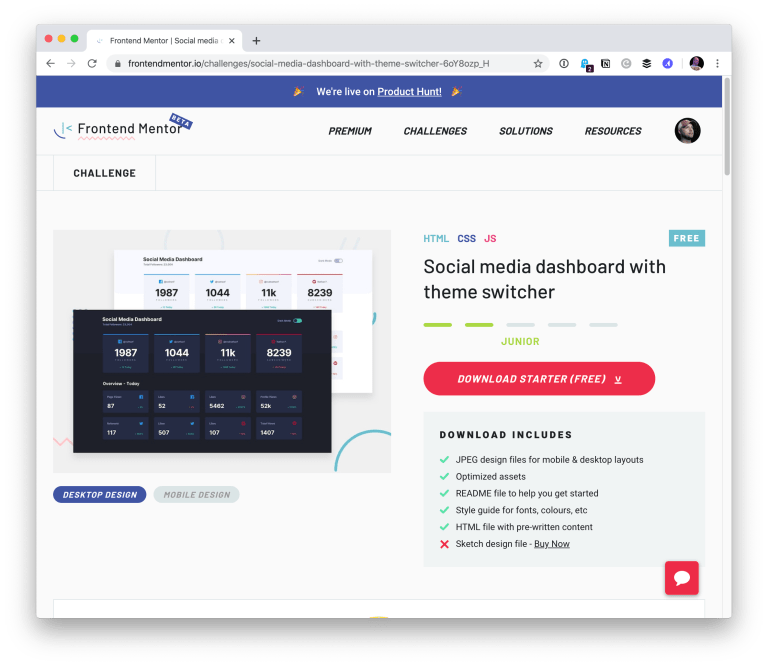 Frontend Mentor | Social media
frontendmentor.io/challenges/social-media-dashboard-with-theme-switcher-6oY8ozp_H
2
We're live on Product Hunt!
Frontend Mentor
BETA
PREMIUM
CHALLENGES
SOLUTIONS
RESOURCES
CHALLENGE
Social Media Dashboard
1987
1044
11k
8239
Social Media Dashboard
1987
1044
11k
8239
Overview - Today
87
52
5462
52k
117
507
107
1407
DESKTOP DESIGN
MOBILE DESIGN
HTML CSS JS
FREE
Social media dashboard with
theme switcher
JUNIOR
DOWNLOAD STARTER (FREE)
DOWNLOAD INCLUDES
JPEG design files for mobile & desktop layouts
Optimized assets
README file to help you get started
Style guide for fonts, colours, etc
HTML file with pre-written content
Sketch design file - Buy Now